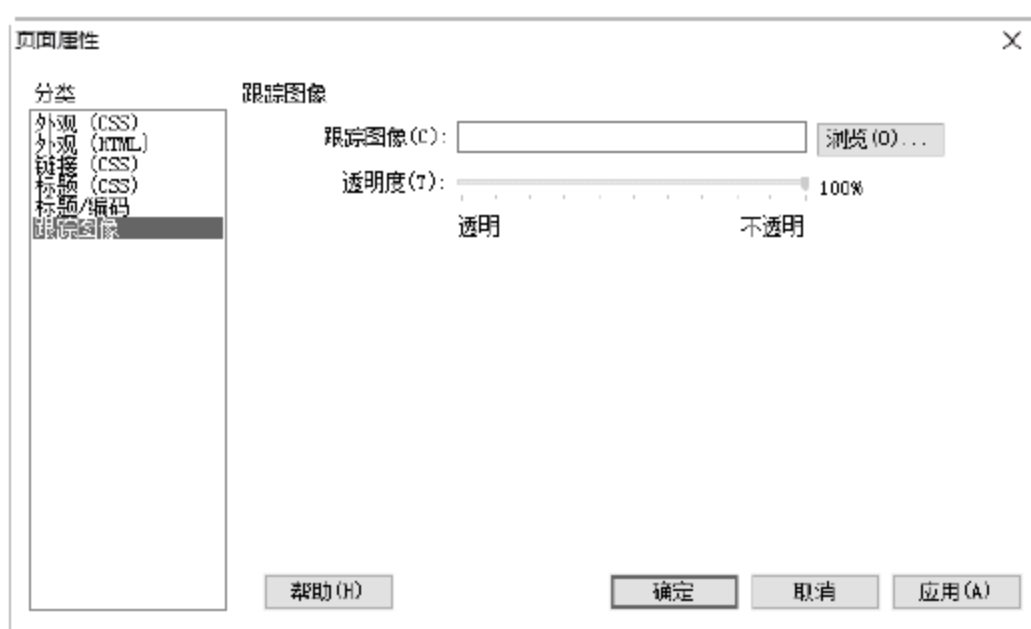 页面属性
分类
外观 (CSS)
外观 (HTML)
链接 (CSS)
标题 (CSS)
标题/编码
跟踪图像
跟踪图像
跟踪图像(C):
浏览(O)...
透明度(T):
100%
透明 不透明
帮助(H) 确定 取消 应用(A)